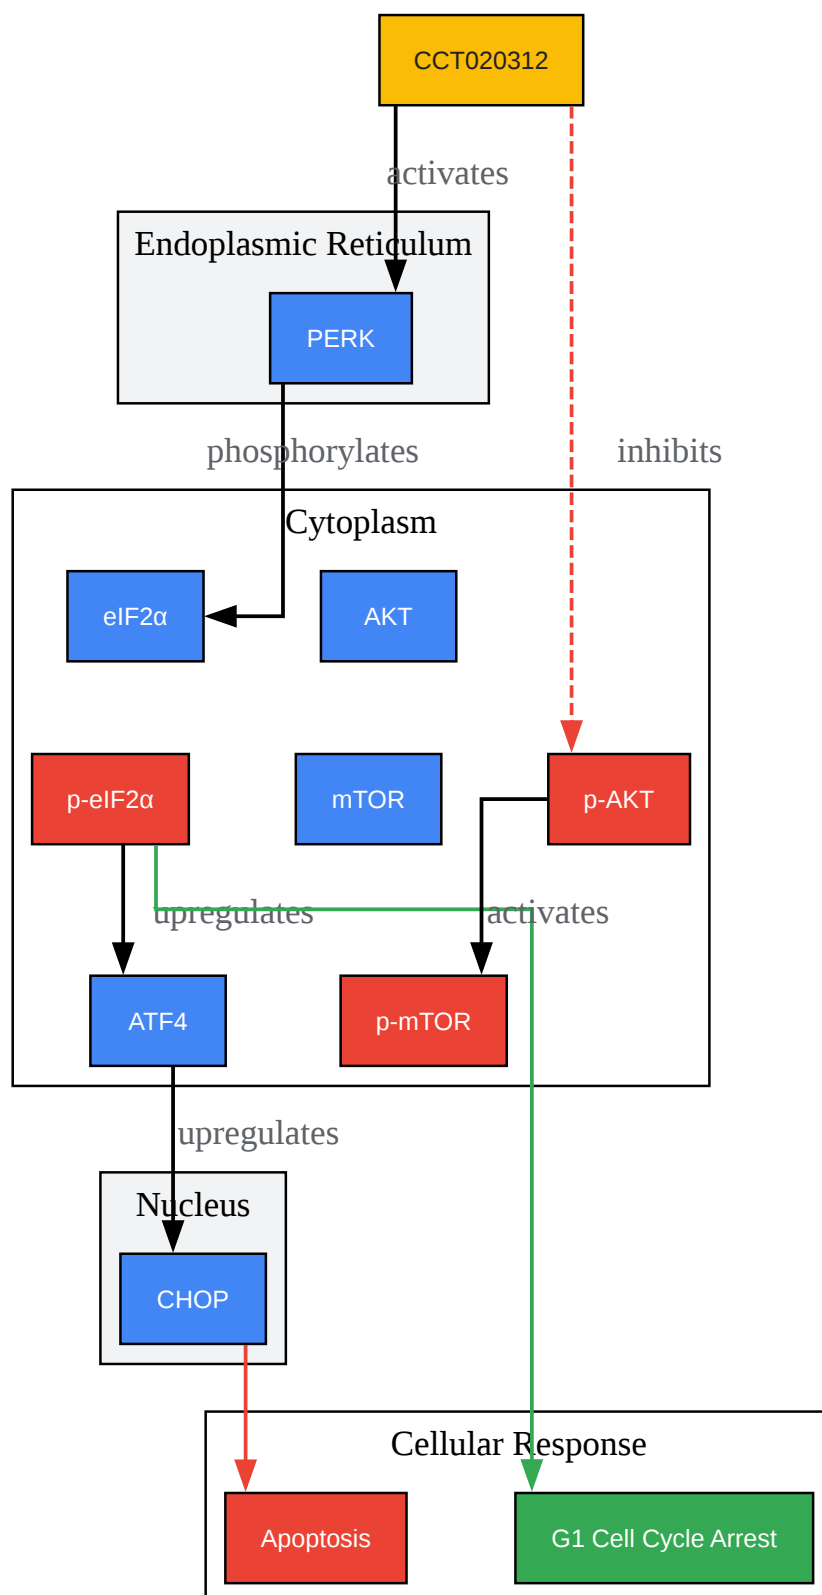 CCT020312
activates
Endoplasmic Reticulum
PERK
phosphorylates
inhibits
Cytoplasm
eIF2α
AKT
p-eIF2α
mTOR
p-AKT
upregulates
activates
ATF4
p-mTOR
upregulates
Nucleus
CHOP
Cellular Response
Apoptosis
G1 Cell Cycle Arrest